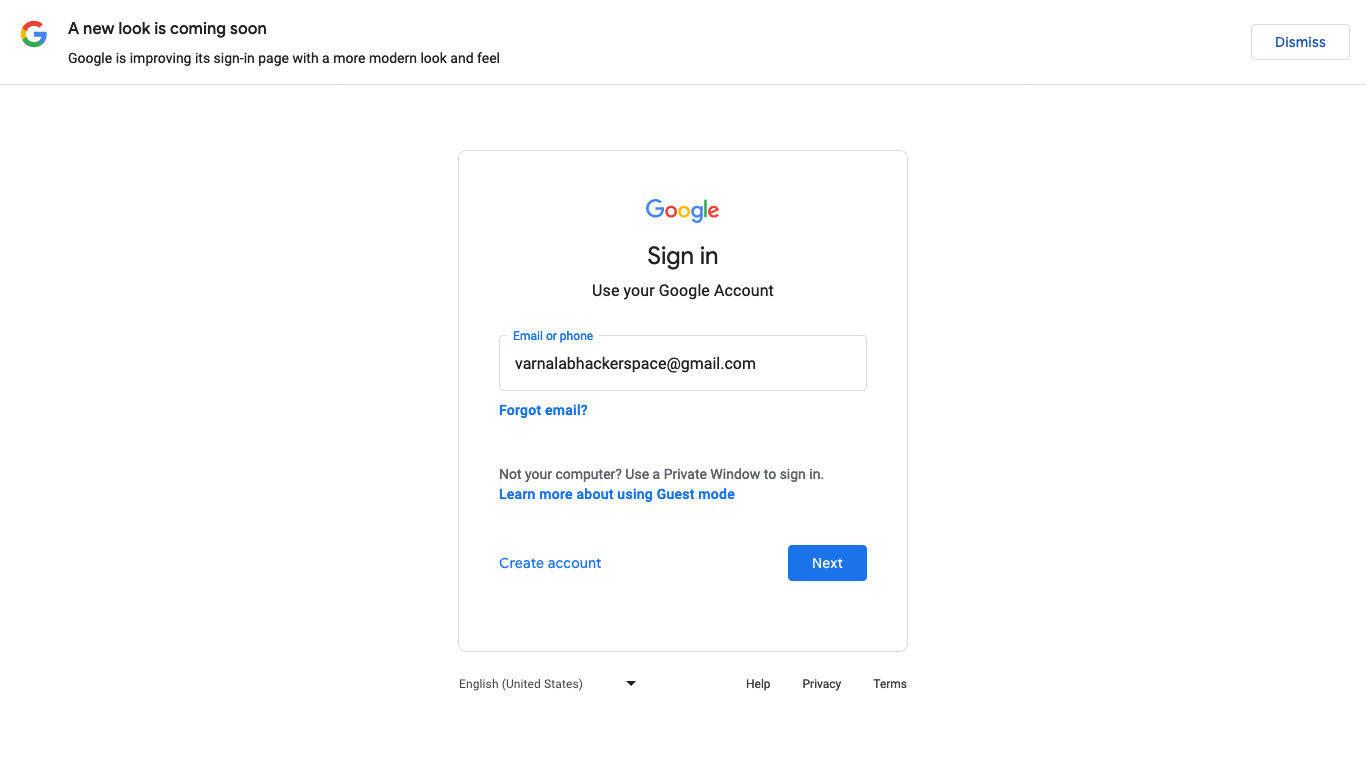 A new look is coming soon
Google is improving its sign-in page with a more modern look and feel
Dismiss
Google
Sign in
Use your Google Account
Email or phone
varnalabhackerspace@gmail.com
Forgot email?
Not your computer? Use a Private Window to sign in.
Learn more about using Guest mode
Create account
Next
English (United States)
Help
Privacy
Terms